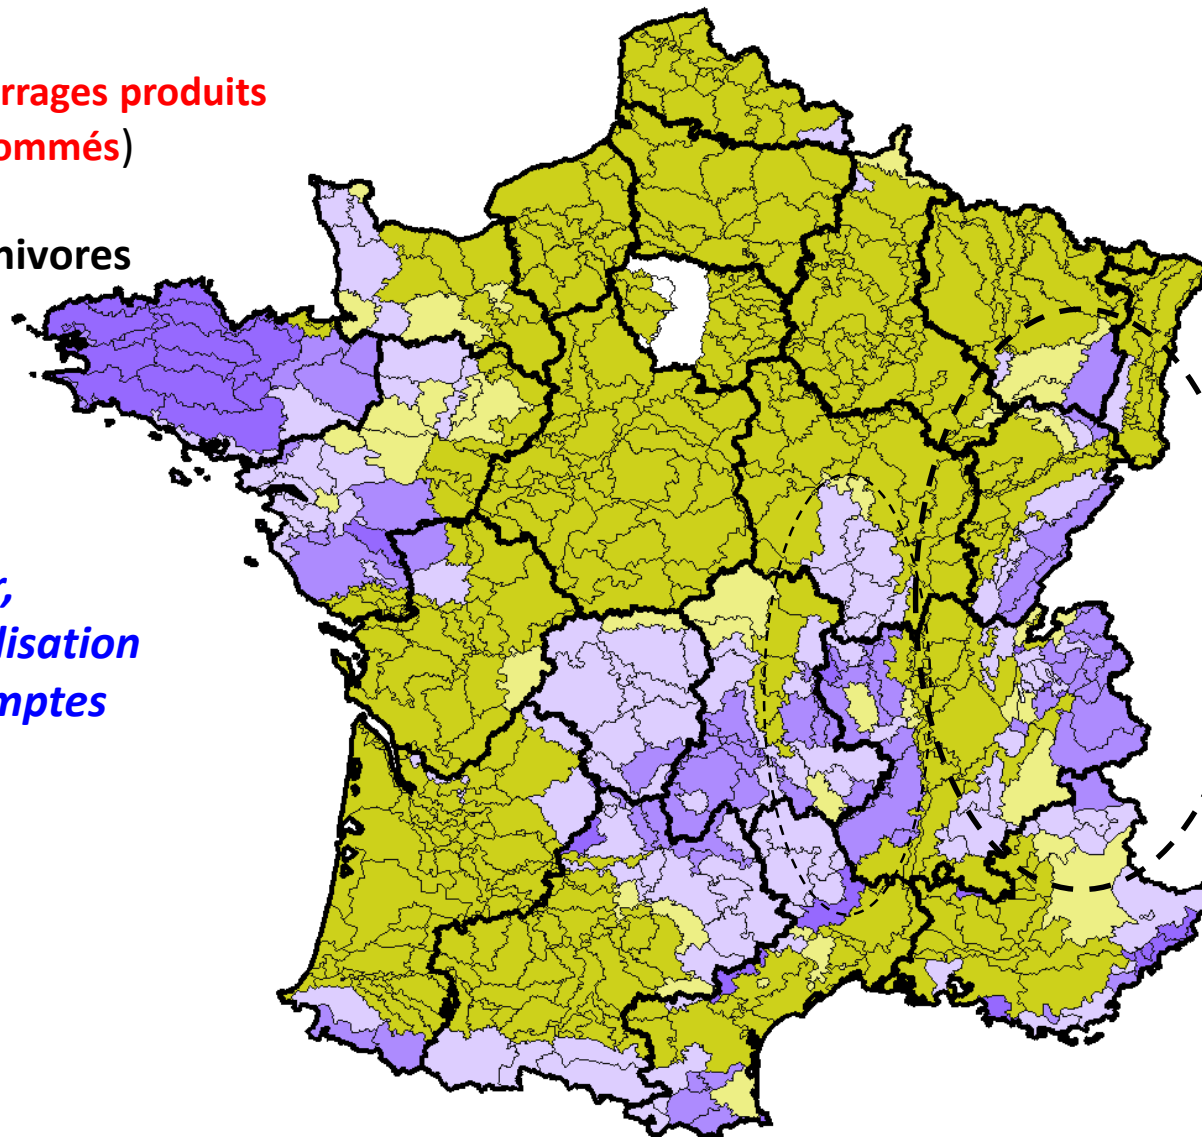 rrages produits
ommés)
nivores
r,
lisation
mptes